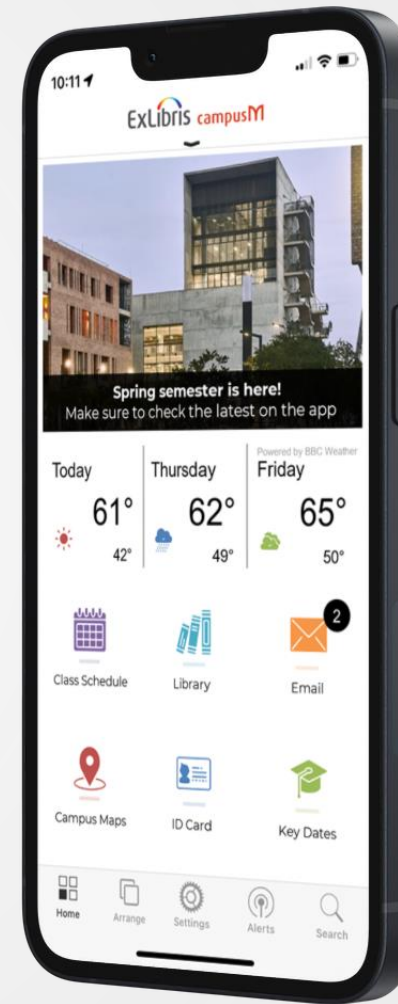 10:11
ExLibris campusM
Spring semester is here!
Make sure to check the latest on the app
Powered by BBC Weather
Today Thursday Friday
61° 62° 65°
42° 49° 50°
2
Class Schedule Library Email
Campus Maps ID Card Key Dates
Home Arrange Settings Alerts Search